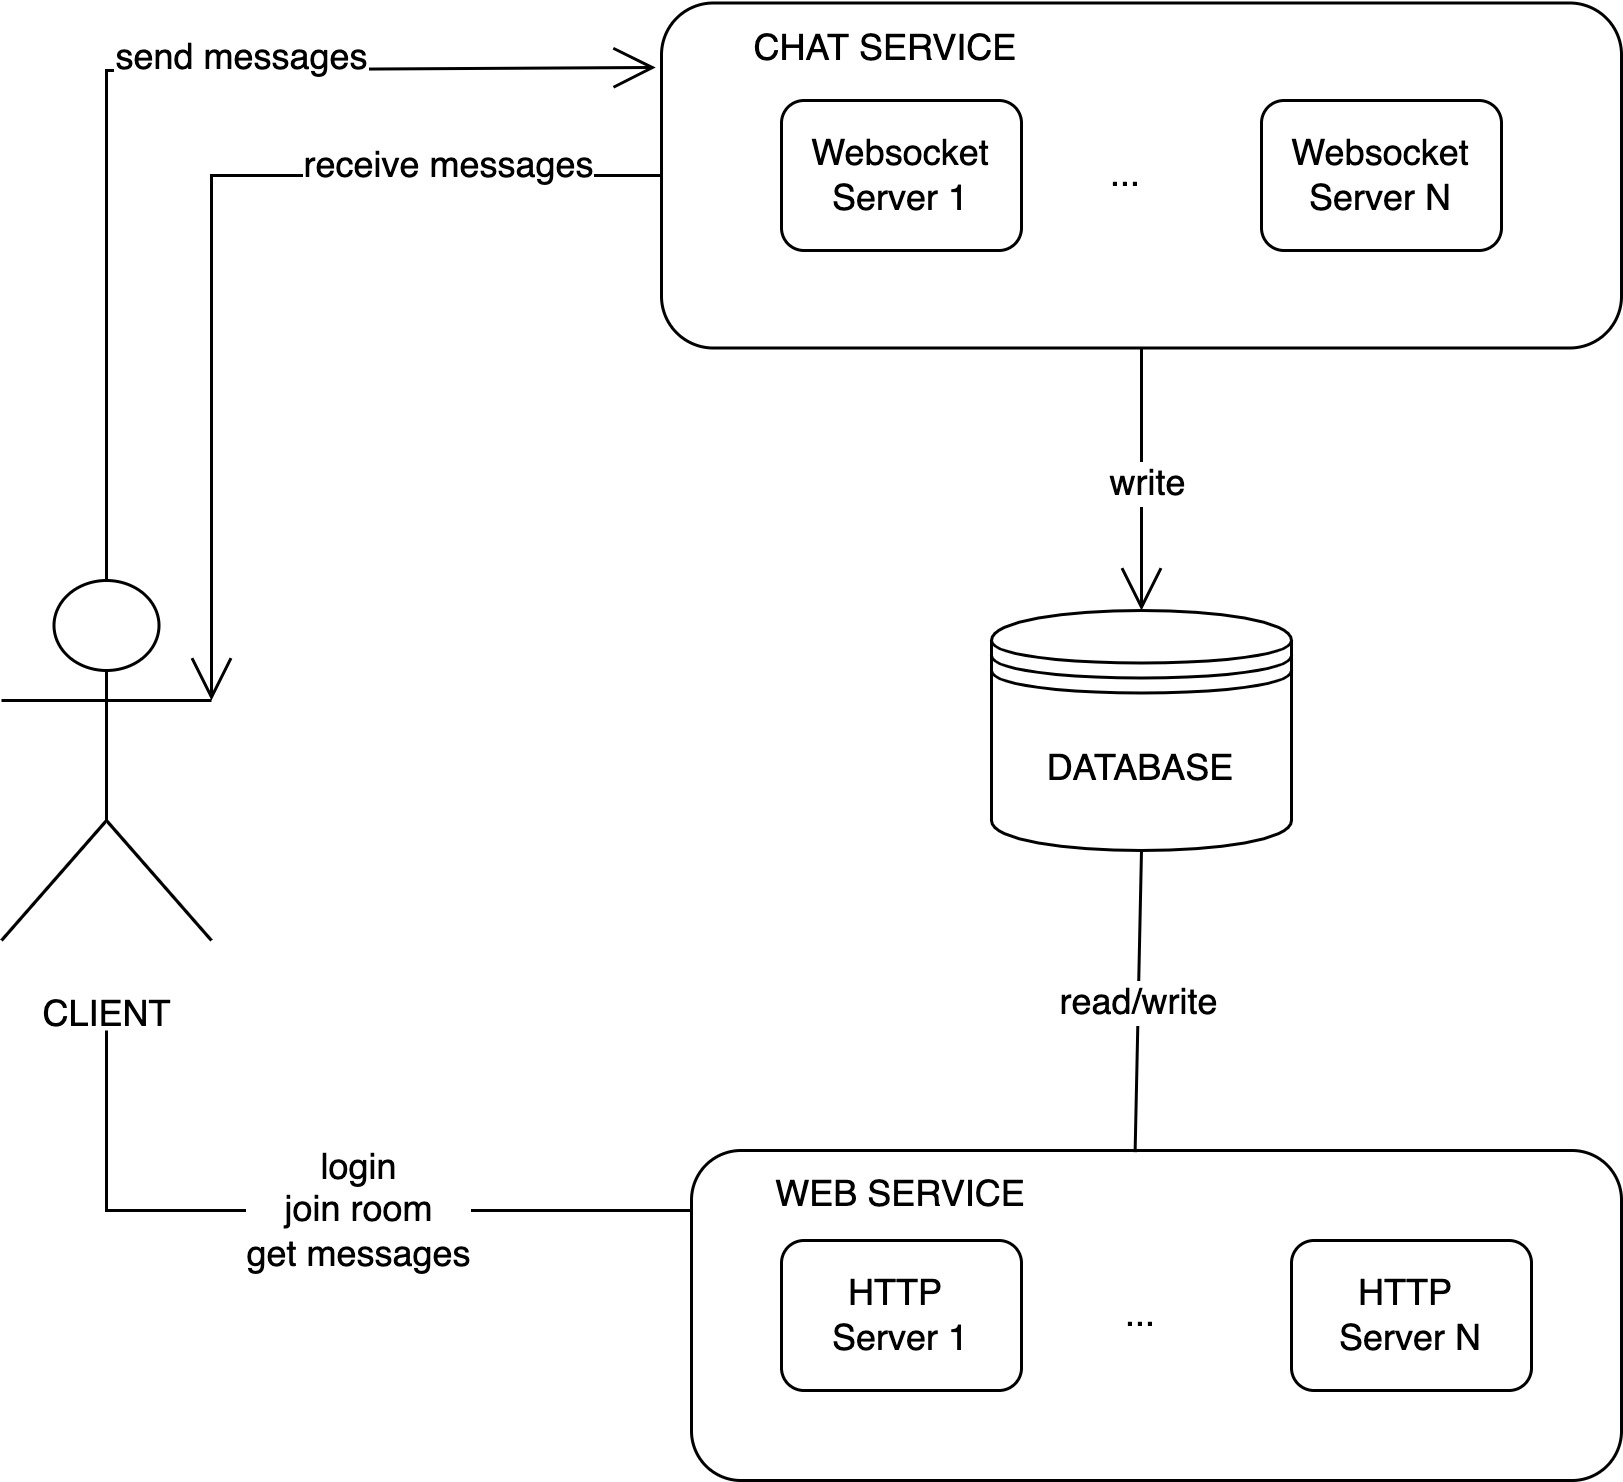 send messages
CHAT SERVICE
receive messages
Websocket
Server 1
...
Websocket
Server N
write
DATABASE
CLIENT
read/write
login
join room
get messages
WEB SERVICE
HTTP
Server 1
...
HTTP
Server N